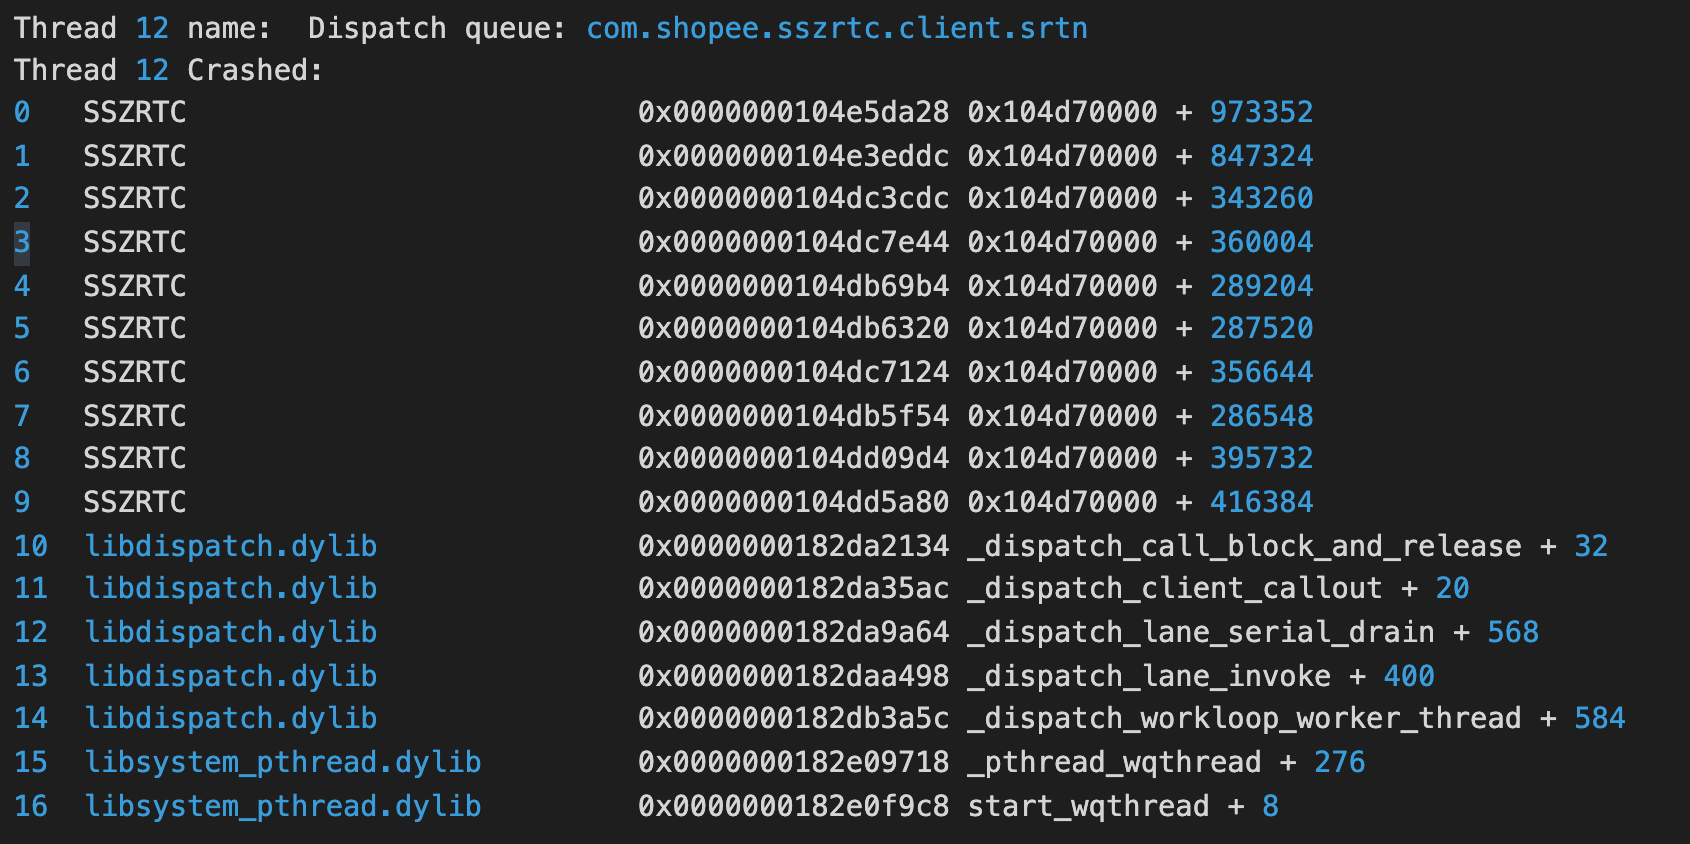 Thread 12 name:  Dispatch queue: com.shopee.sszrtc.client.srtn
Thread 12 Crashed:
0   SSZRTC                          0x0000000104e5da28 0x104d70000 + 973352
1   SSZRTC                          0x0000000104e3eddc 0x104d70000 + 847324
2   SSZRTC                          0x0000000104dc3cdc 0x104d70000 + 343260
3   SSZRTC                          0x0000000104dc7e44 0x104d70000 + 360004
4   SSZRTC                          0x0000000104db69b4 0x104d70000 + 289204
5   SSZRTC                          0x0000000104db6320 0x104d70000 + 287520
6   SSZRTC                          0x0000000104dc7124 0x104d70000 + 356644
7   SSZRTC                          0x0000000104db5f54 0x104d70000 + 286548
8   SSZRTC                          0x0000000104dd09d4 0x104d70000 + 395732
9   SSZRTC                          0x0000000104dd5a80 0x104d70000 + 416384
10  libdispatch.dylib               0x0000000182da2134 _dispatch_call_block_and_release + 32
11  libdispatch.dylib               0x0000000182da35ac _dispatch_client_callout + 20
12  libdispatch.dylib               0x0000000182da9a64 _dispatch_lane_serial_drain + 568
13  libdispatch.dylib               0x0000000182daa498 _dispatch_lane_invoke + 400
14  libdispatch.dylib               0x0000000182db3a5c _dispatch_workloop_worker_thread + 584
15  libsystem_pthread.dylib         0x0000000182e09718 _pthread_wqthread + 276
16  libsystem_pthread.dylib         0x0000000182e0f9c8 start_wqthread + 8